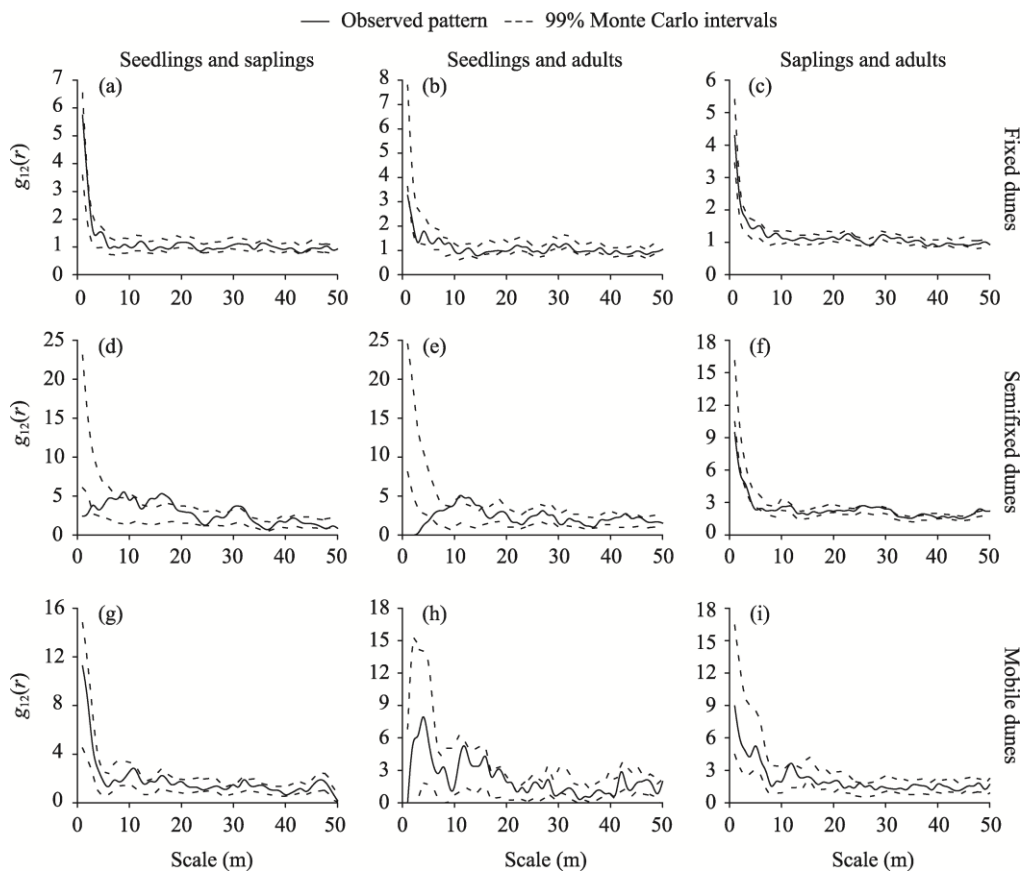 Observed pattern 99% Monte Carlo intervals
Seedlings and saplings Seedlings and adults Saplings and adults
(a) (b) (c)
7 6 5 4 3 2 1 0
8 7 6 5 4 3 2 1 0
6 5 4 3 2 1 0
g12(r)
Fixed dunes
0 10 20 30 40 50
0 10 20 30 40 50
0 10 20 30 40 50
(d) (e) (f)
25 20 15 10 5 0
25 20 15 10 5 0
18 15 12 9 6 3 0
g12(r)
Semifixed dunes
0 10 20 30 40 50
0 10 20 30 40 50
0 10 20 30 40 50
(g) (h) (i)
16 12 8 4 0
18 15 12 9 6 3 0
18 15 12 9 6 3 0
g12(r)
Mobile dunes
0 10 20 30 40 50
0 10 20 30 40 50
0 10 20 30 40 50
Scale (m) Scale (m) Scale (m)